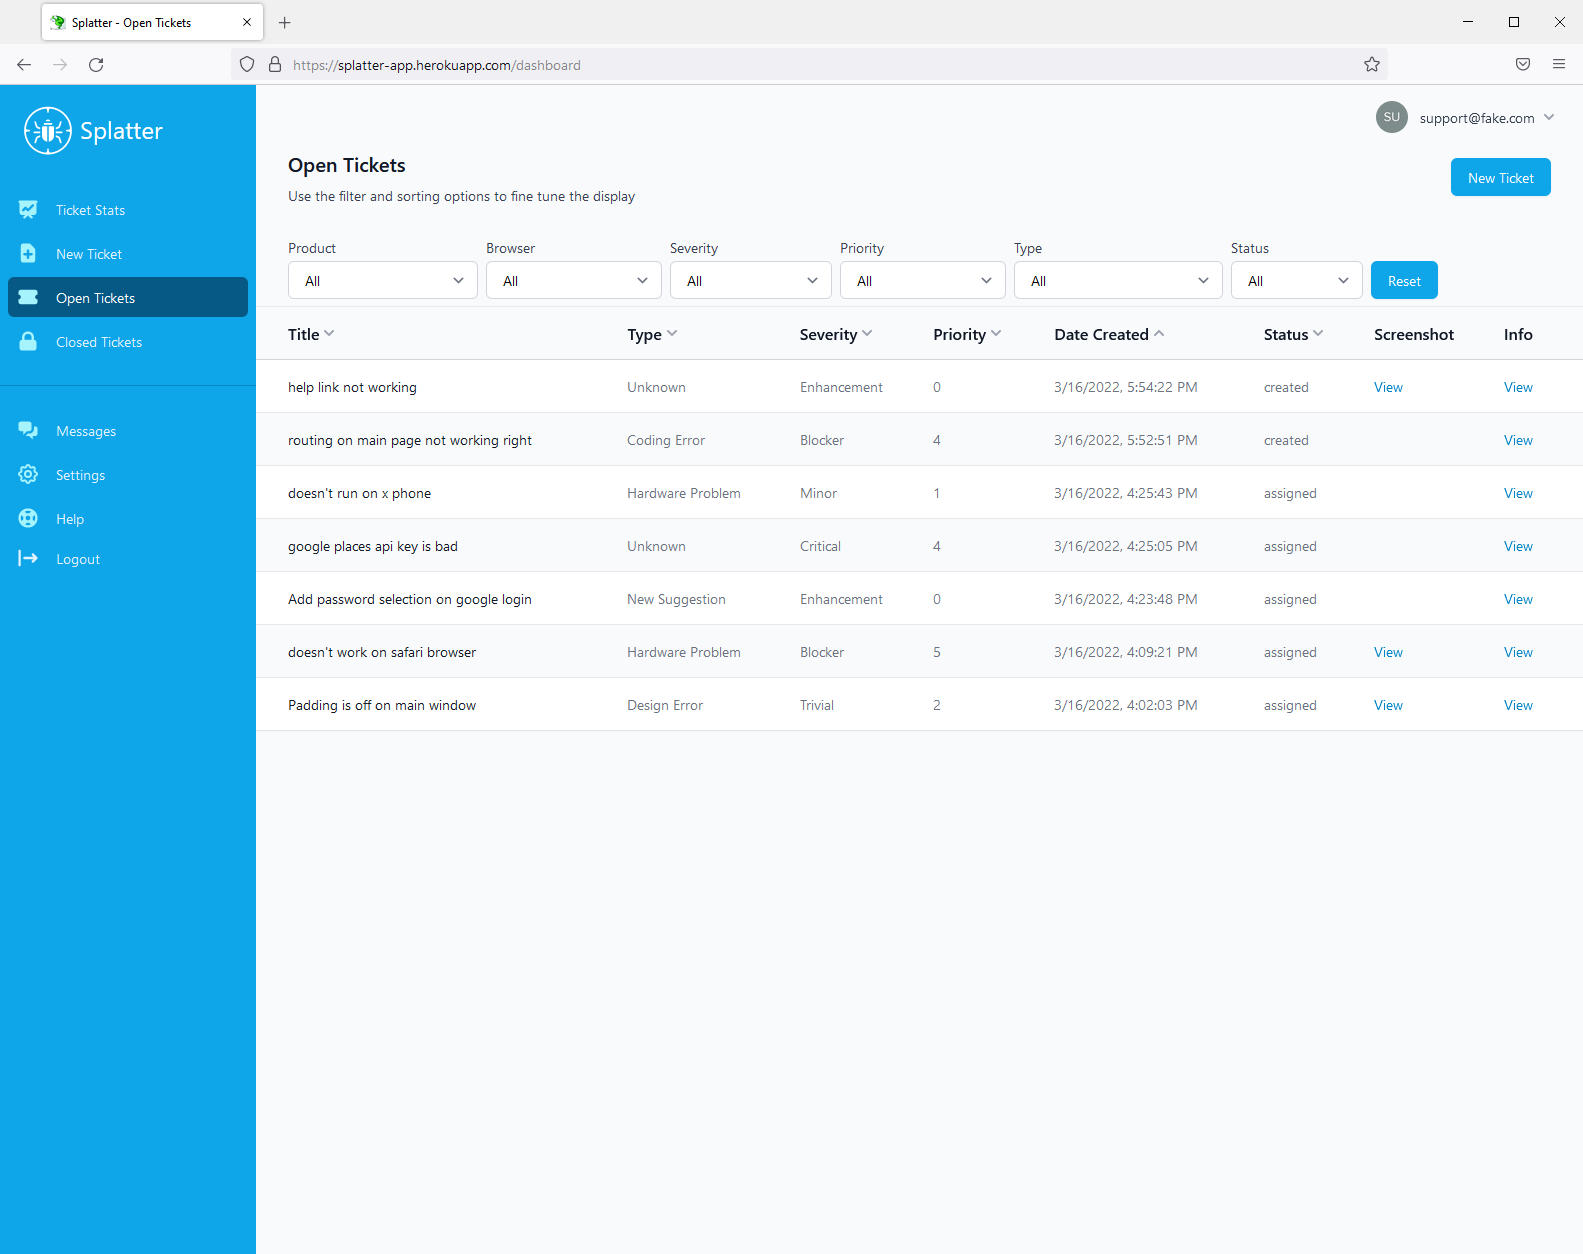 Splatter - Open Tickets
https://splatter-app.herokuapp.com/dashboard
Splatter
Ticket Stats
New Ticket
Open Tickets
Closed Tickets
Messages
Settings
Help
Logout
SU support@fake.com
Open Tickets
Use the filter and sorting options to fine tune the display
New Ticket
Product Browser Severity Priority Type Status
All All All All All All Reset
Title Type Severity Priority Date Created Status Screenshot Info
help link not working Unknown Enhancement 0 3/16/2022, 5:54:22 PM created View View
routing on main page not working right Coding Error Blocker 4 3/16/2022, 5:52:51 PM created View
doesn't run on x phone Hardware Problem Minor 1 3/16/2022, 4:25:43 PM assigned View
google places api key is bad Unknown Critical 4 3/16/2022, 4:25:05 PM assigned View
Add password selection on google login New Suggestion Enhancement 0 3/16/2022, 4:23:48 PM assigned View
doesn't work on safari browser Hardware Problem Blocker 5 3/16/2022, 4:09:21 PM assigned View View
Padding is off on main window Design Error Trivial 2 3/16/2022, 4:02:03 PM assigned View View